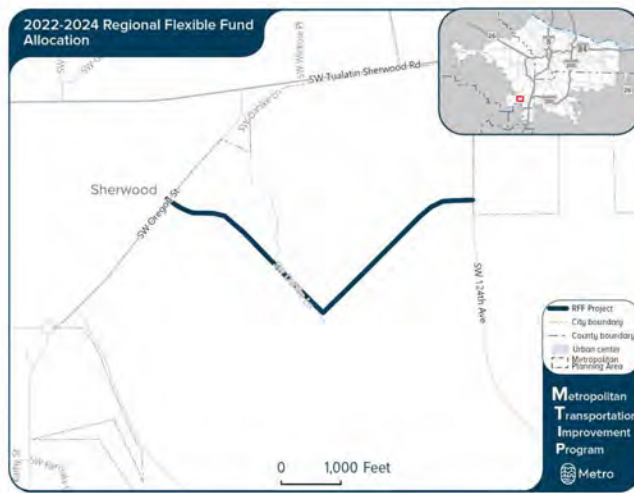 2022-2024 Regional Flexible Fund
Allocation
SW Tualatin-Sherwood Rd
Sherwood
SW Oregon St
SW 124th Ave
RFF Project
City boundary
County boundary
Urban center
Metropolitan
Planning Area
Metropolitan
Transportation
Improvement
Program
Metro
0 1,000 Feet